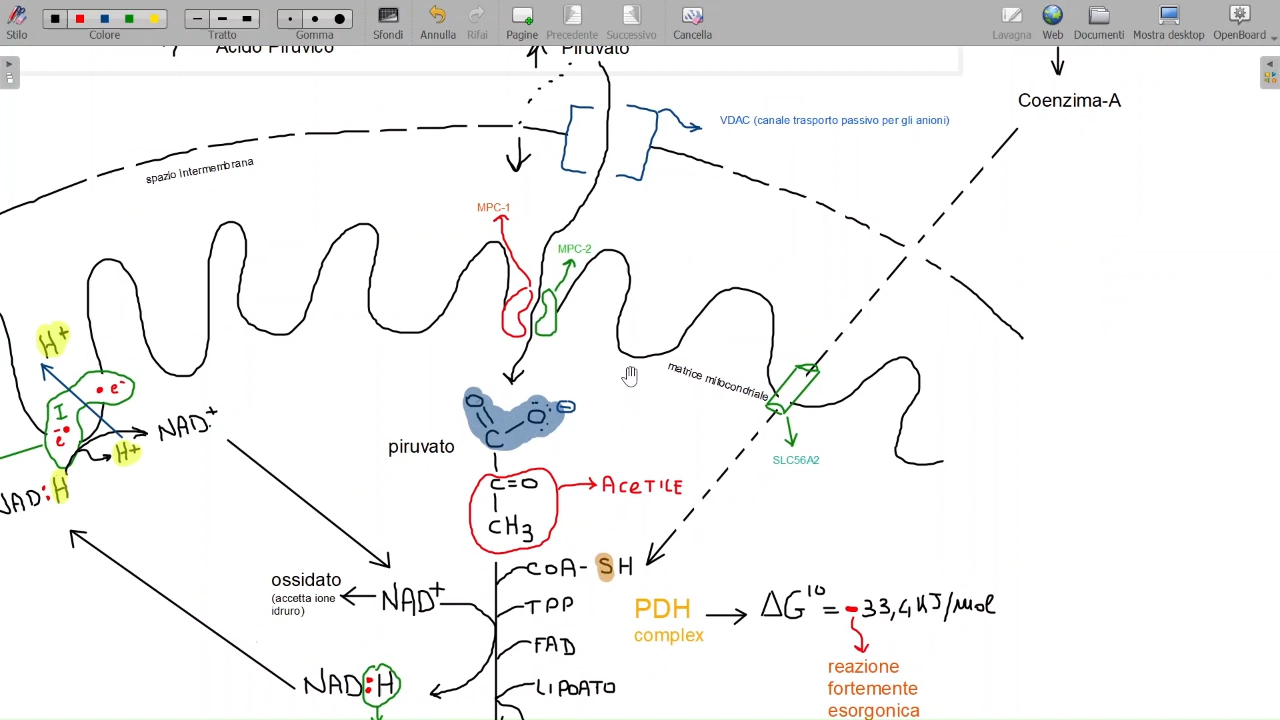 Stilo
Colore
Tratto
Gomma
Sfondi
Annulla
Rifai
Pagine
Precedente
Successivo
Cancella
Lavagna
Web
Documenti
Mostra desktop
OpenBoard
Acido Piruvico
Piruvato
Coenzima-A
VDAC (canale trasporto passivo per gli anioni)
spazio intermembrana
MPC-1
MPC-2
H+
e-
I
e-
NAD+
H+
NAD:H
matrice mitocondriale
SLC56A2
O
O
-
C
piruvato
C=O
CH3
ACETILE
COA-SH
TPP
FAD
LIPOATO
ossidato
(accetta ione
idruro)
NAD+
NAD:H
PDH
complex
ΔG'° = -33,4 KJ/mol
reazione
fortemente
esorgonica